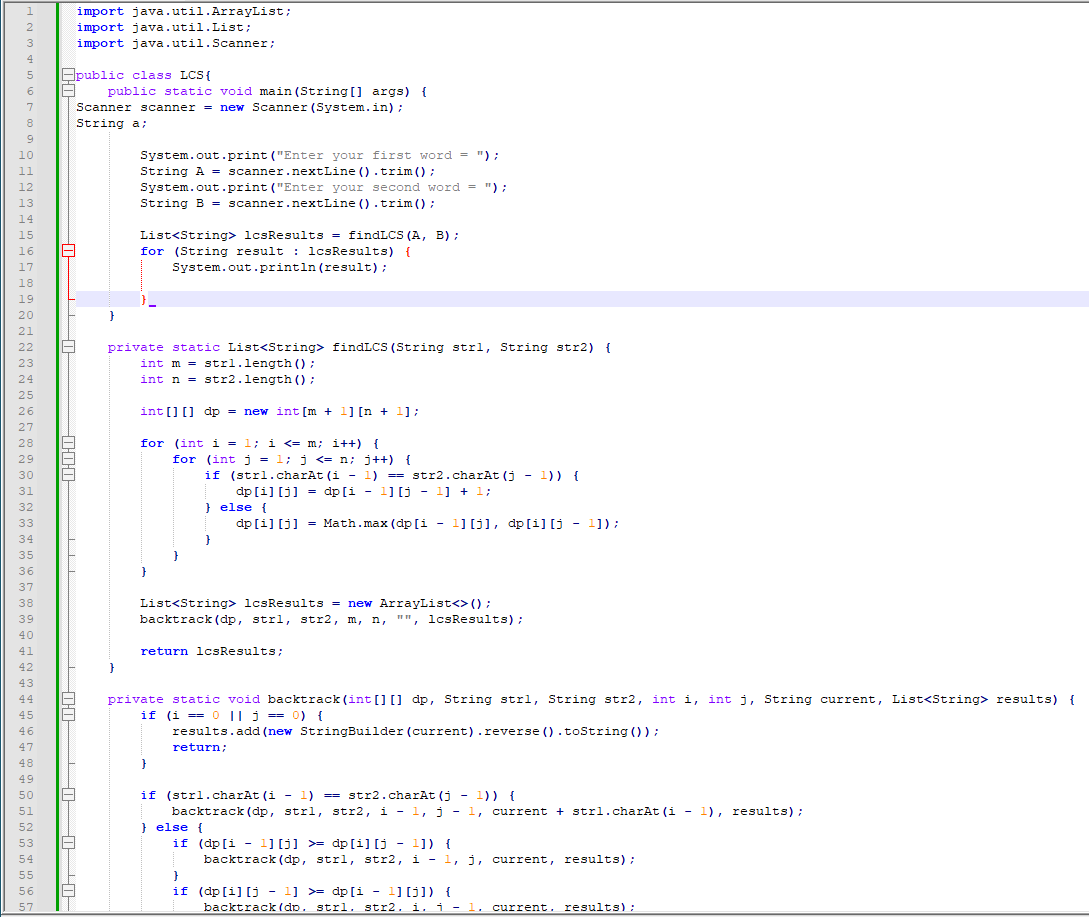 1 import java.util.ArrayList;
2 import java.util.List;
3 import java.util.Scanner;
4
5 public class LCS{
6 public static void main(String[] args) {
7 Scanner scanner = new Scanner(System.in);
8 String a;
9
10 System.out.print("Enter your first word = ");
11 String A = scanner.nextLine().trim();
12 System.out.print("Enter your second word = ");
13 String B = scanner.nextLine().trim();
14
15 List<String> lcsResults = findLCS(A, B);
16 for (String result : lcsResults) {
17 System.out.println(result);
18
19 }
20 }
21
22 private static List<String> findLCS(String str1, String str2) {
23 int m = str1.length();
24 int n = str2.length();
25
26 int[][] dp = new int[m + 1][n + 1];
27
28 for (int i = 1; i <= m; i++) {
29 for (int j = 1; j <= n; j++) {
30 if (str1.charAt(i - 1) == str2.charAt(j - 1)) {
31 dp[i][j] = dp[i - 1][j - 1] + 1;
32 } else {
33 dp[i][j] = Math.max(dp[i - 1][j], dp[i][j - 1]);
34 }
35 }
36 }
37
38 List<String> lcsResults = new ArrayList<>();
39 backtrack(dp, str1, str2, m, n, "", lcsResults);
40
41 return lcsResults;
42 }
43
44 private static void backtrack(int[][] dp, String str1, String str2, int i, int j, String current, List<String> results) {
45 if (i == 0 || j == 0) {
46 results.add(new StringBuilder(current).reverse().toString());
47 return;
48 }
49
50 if (str1.charAt(i - 1) == str2.charAt(j - 1)) {
51 backtrack(dp, str1, str2, i - 1, j - 1, current + str1.charAt(i - 1), results);
52 } else {
53 if (dp[i - 1][j] >= dp[i][j - 1]) {
54 backtrack(dp, str1, str2, i - 1, j, current, results);
55 }
56 if (dp[i][j - 1] >= dp[i - 1][j]) {
57 backtrack(dp, str1, str2, i, j - 1, current, results);